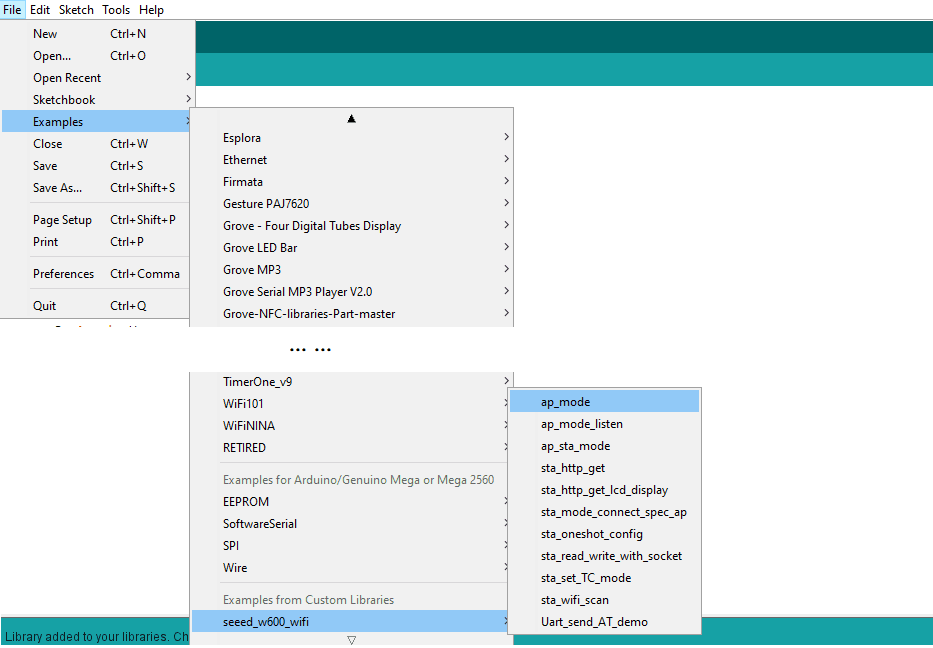 File Edit Sketch Tools Help
New Ctrl+N
Open... Ctrl+O
Open Recent
Sketchbook
Examples
Close Ctrl+W
Save Ctrl+S
Save As... Ctrl+Shift+S
Page Setup Ctrl+Shift+P
Print Ctrl+P
Preferences Ctrl+Comma
Quit Ctrl+Q
Esplora
Ethernet
Firmata
Gesture PAJ7620
Grove - Four Digital Tubes Display
Grove LED Bar
Grove MP3
Grove Serial MP3 Player V2.0
Grove-NFC-libraries-Part-master
... ...
TimerOne_v9
WiFi101
WiFiNINA
RETIRED
Examples for Arduino/Genuino Mega or Mega 2560
EEPROM
SoftwareSerial
SPI
Wire
Examples from Custom Libraries
seeed_w600_wifi
ap_mode
ap_mode_listen
ap_sta_mode
sta_http_get
sta_http_get_lcd_display
sta_mode_connect_spec_ap
sta_oneshot_config
sta_read_write_with_socket
sta_set_TC_mode
sta_wifi_scan
Uart_send_AT_demo
Library added to your libraries. Ch